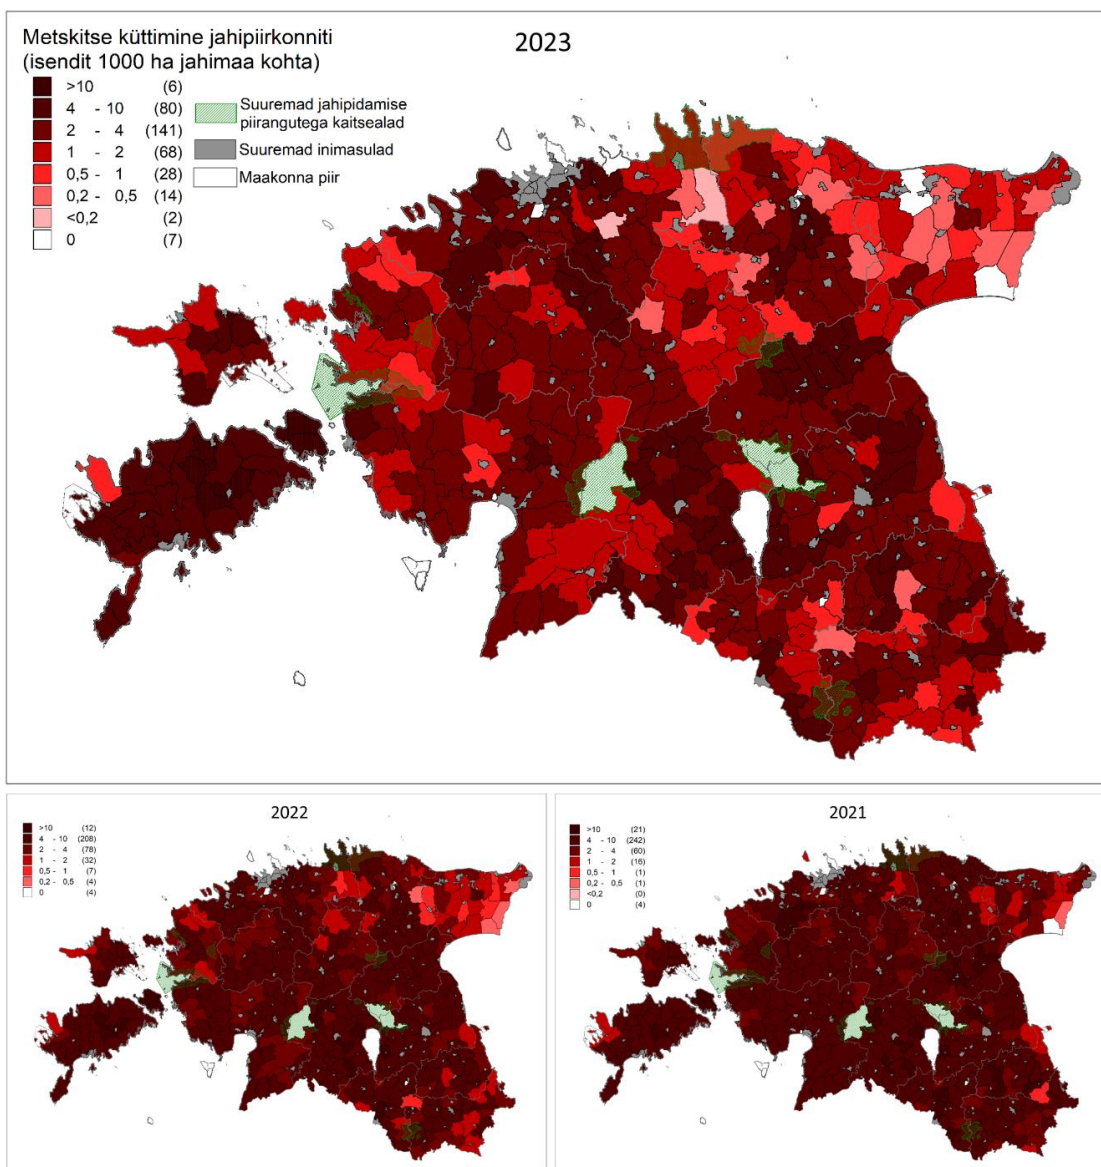 Metskitse küttimine jahipiirkonniti
(isendit 1000 ha jahimaa kohta)
2023
>10 (6)
4 - 10 (80)
2 - 4 (141)
1 - 2 (68)
0,5 - 1 (28)
0,2 - 0,5 (14)
<0,2 (2)
0 (7)
Suuremad jahipidamise
piirangutega kaitsealad
Suuremad inimasulad
Maakonna piir
2022
>10 (12)
4 - 10 (208)
2 - 4 (78)
1 - 2 (32)
0,5 - 1 (7)
0,2 - 0,5 (4)
0 (4)
2021
>10 (21)
4 - 10 (242)
2 - 4 (60)
1 - 2 (16)
0,5 - 1 (1)
0,2 - 0,5 (1)
<0,2 (0)
0 (4)